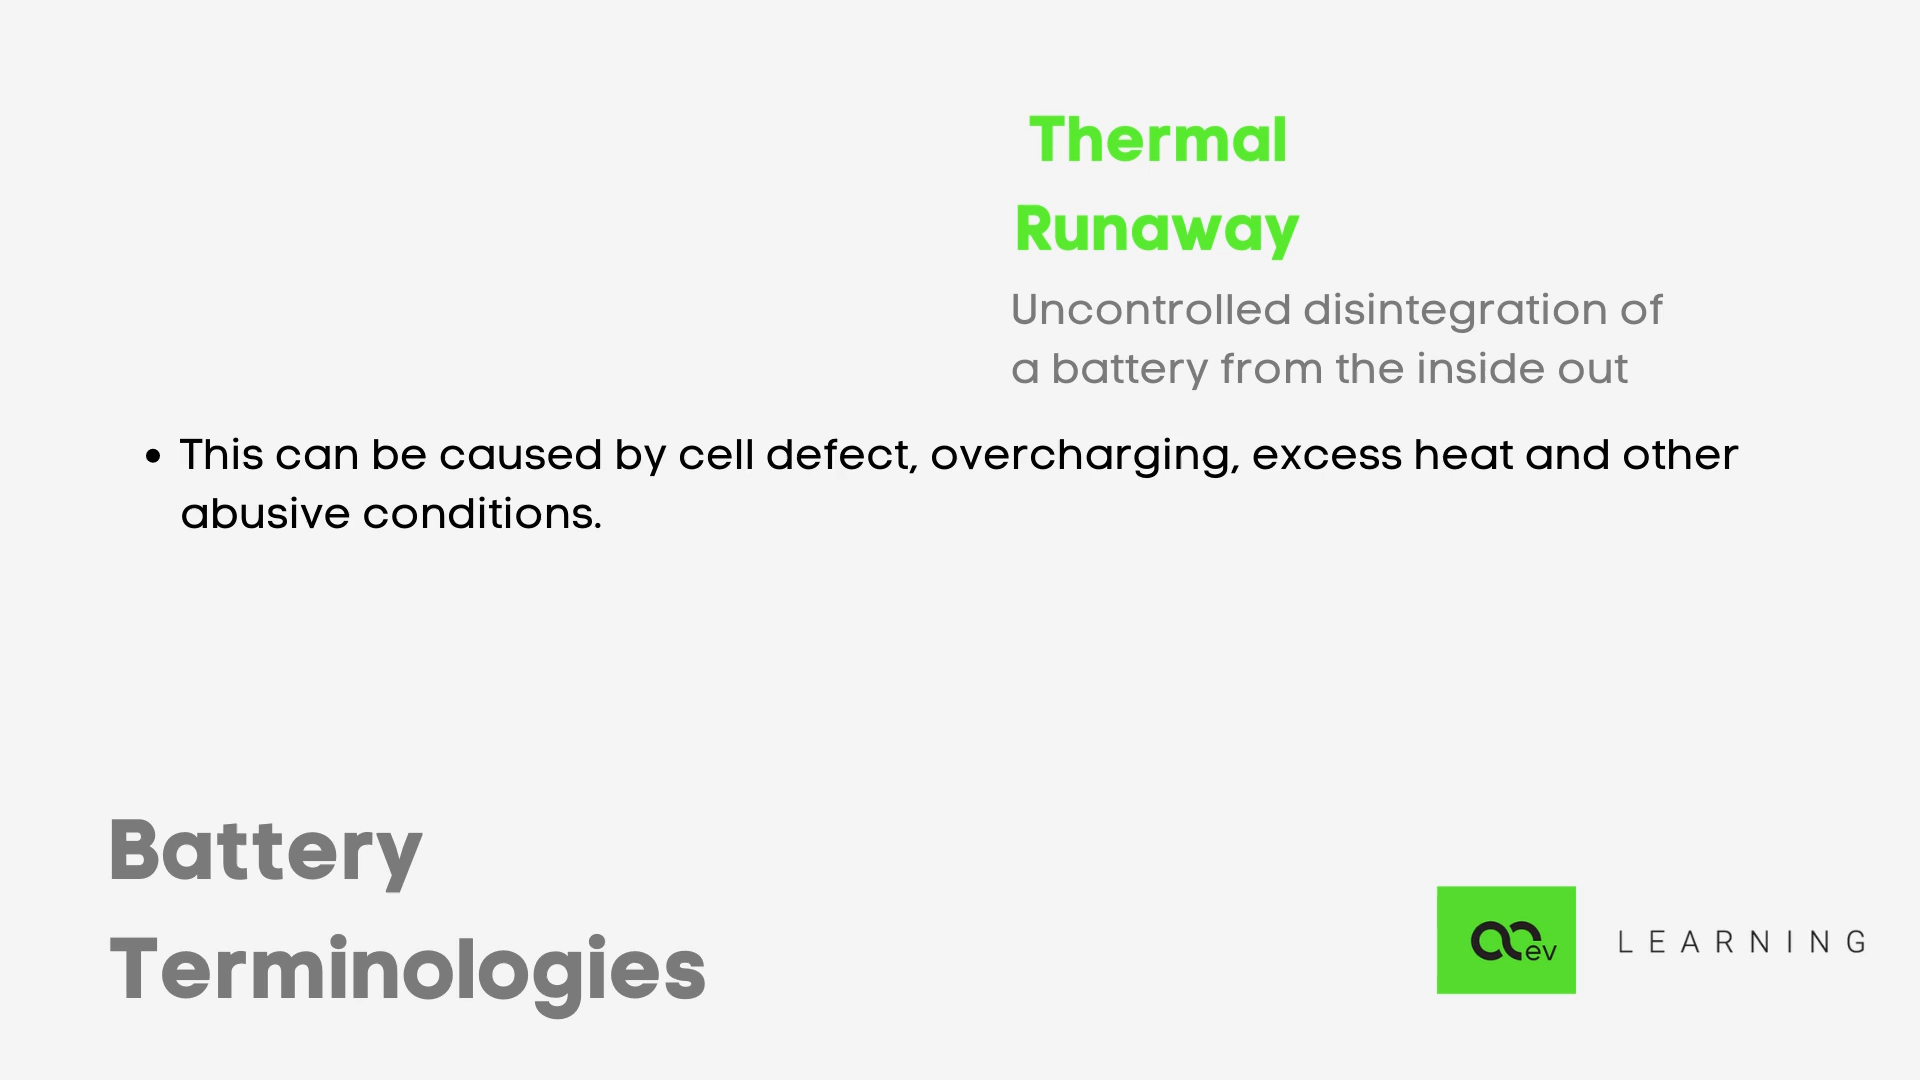 Thermal
Runaway
Uncontrolled disintegration of
a battery from the inside out
• This can be caused by cell defect, overcharging, excess heat and other
abusive conditions.
Battery
Terminologies
ev
LEARNING